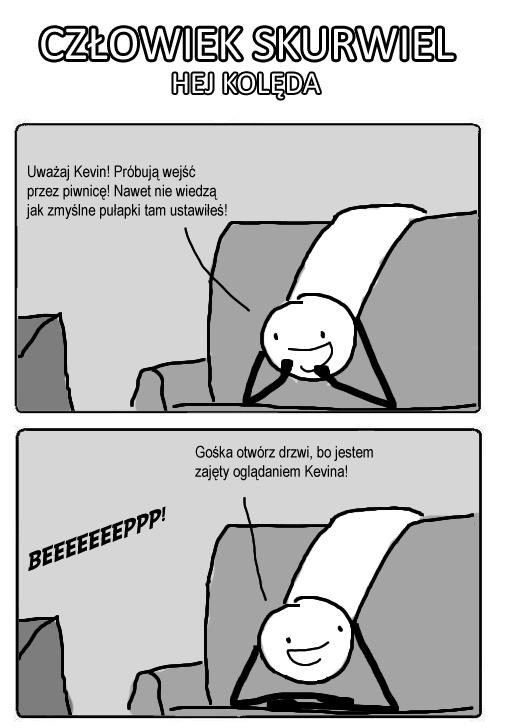 CZŁOWIEK SKURWIEL
HEJ KOLĘDA
Uważaj Kevin! Próbują wejść
przez piwnicę! Nawet nie wiedzą
jak zmyślne pułapki tam ustawiłeś!
Gośka otwórz drzwi, bo jestem
zajęty oglądaniem Kevina!
BEEEEEEEEPPP!